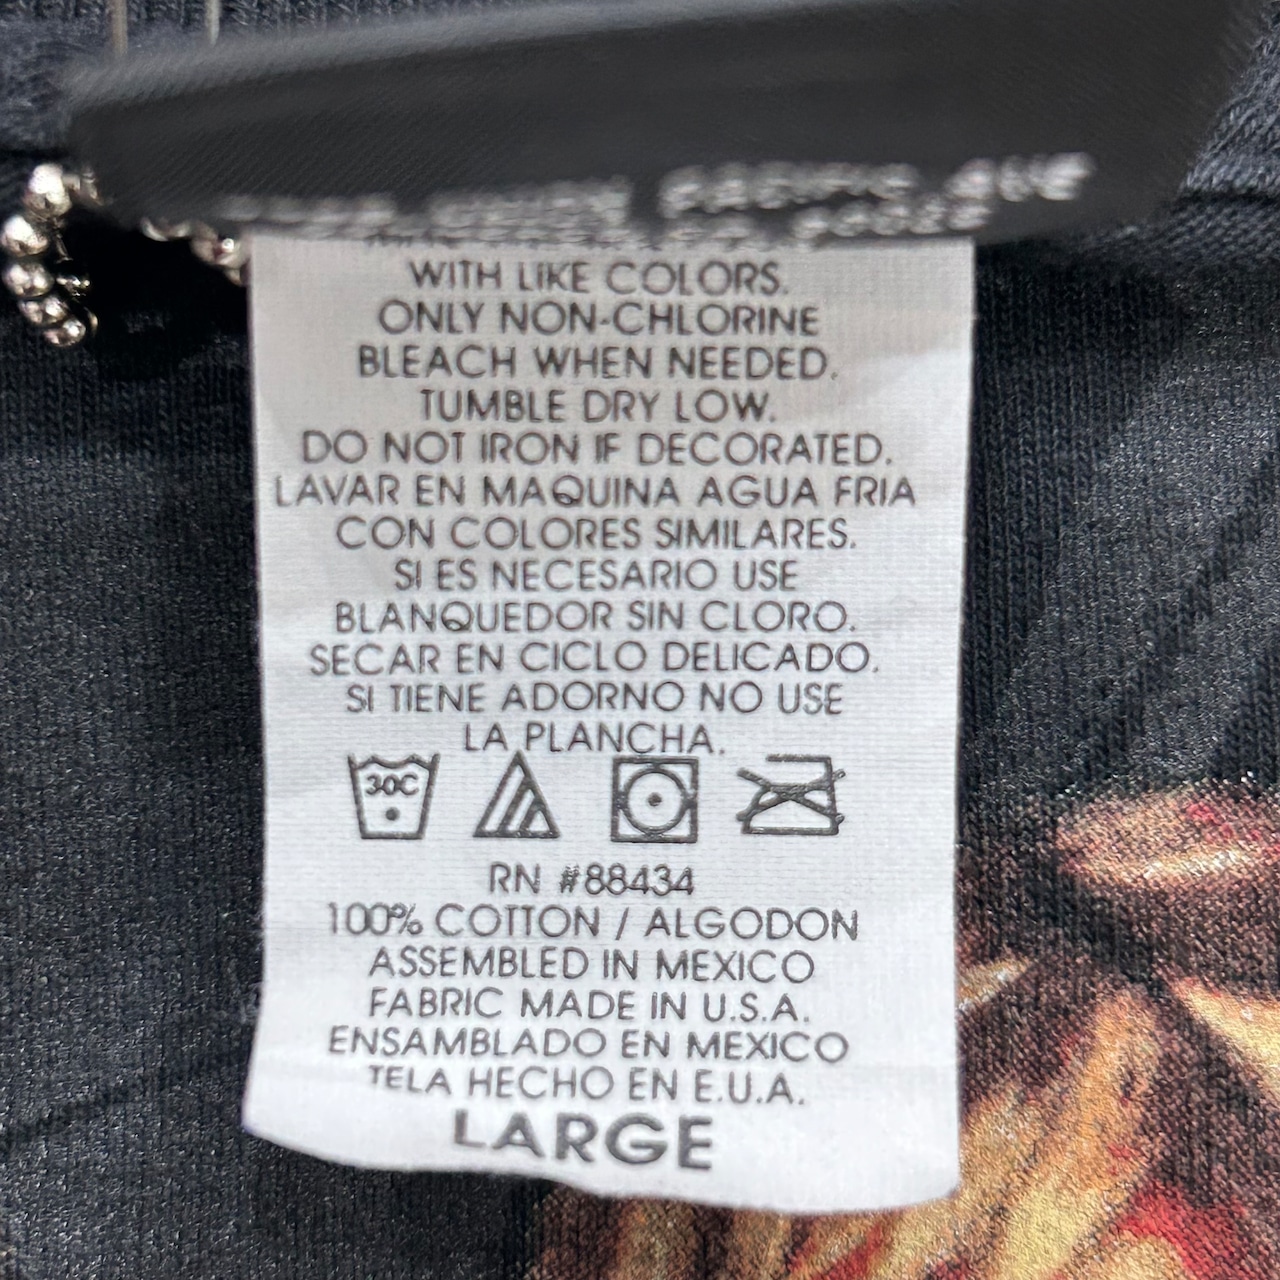 WITH LIKE COLORS.
ONLY NON-CHLORINE
BLEACH WHEN NEEDED.
TUMBLE DRY LOW.
DO NOT IRON IF DECORATED.
LAVAR EN MAQUINA AGUA FRIA
CON COLORES SIMILARES.
SI ES NECESARIO USE
BLANQUEDOR SIN CLORO.
SECAR EN CICLO DELICADO.
SI TIENE ADORNO NO USE
LA PLANCHA.
30C
RN #88434
100% COTTON / ALGODON
ASSEMBLED IN MEXICO
FABRIC MADE IN U.S.A.
ENSAMBLADO EN MEXICO
TELA HECHO EN E.U.A.
LARGE